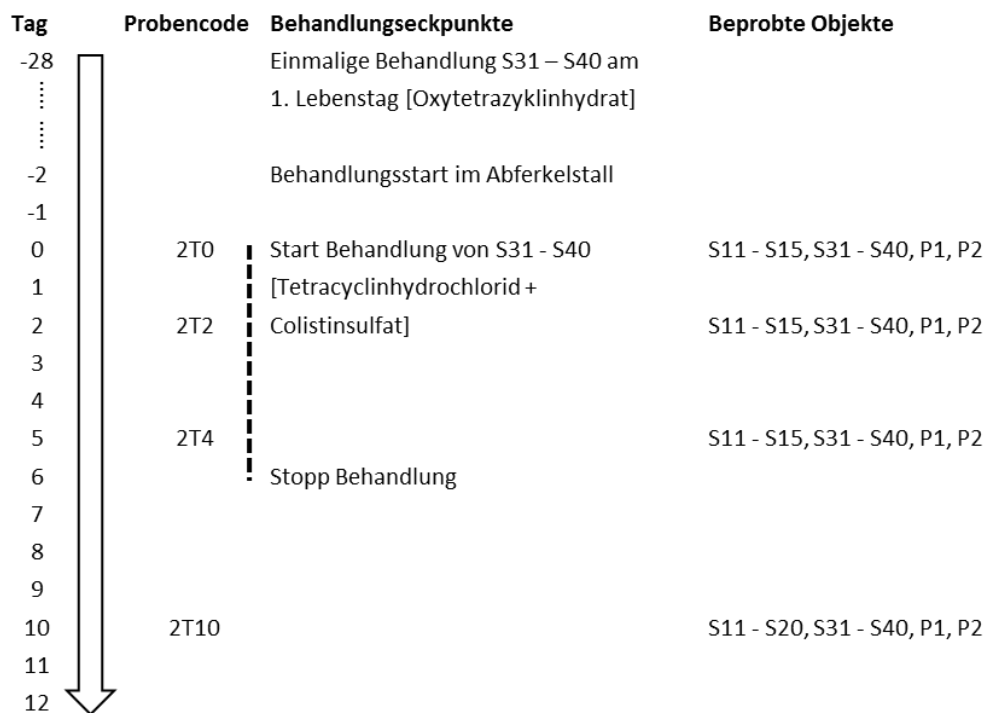 Tag Probencode Behandlungseckpunkte Beprobte Objekte
-28 Einmalige Behandlung S31 – S40 am
1. Lebenstag [Oxytetrazyklinhydrat]
-2 Behandlungsstart im Abferkelstall
-1
0 2T0 Start Behandlung von S31 - S40 S11 - S15, S31 - S40, P1, P2
1 [Tetracyclinhydrochlorid +
2 2T2 Colistinsulfat] S11 - S15, S31 - S40, P1, P2
3
4
5 2T4 S11 - S15, S31 - S40, P1, P2
6 Stopp Behandlung
7
8
9
10 2T10 S11 - S20, S31 - S40, P1, P2
11
12